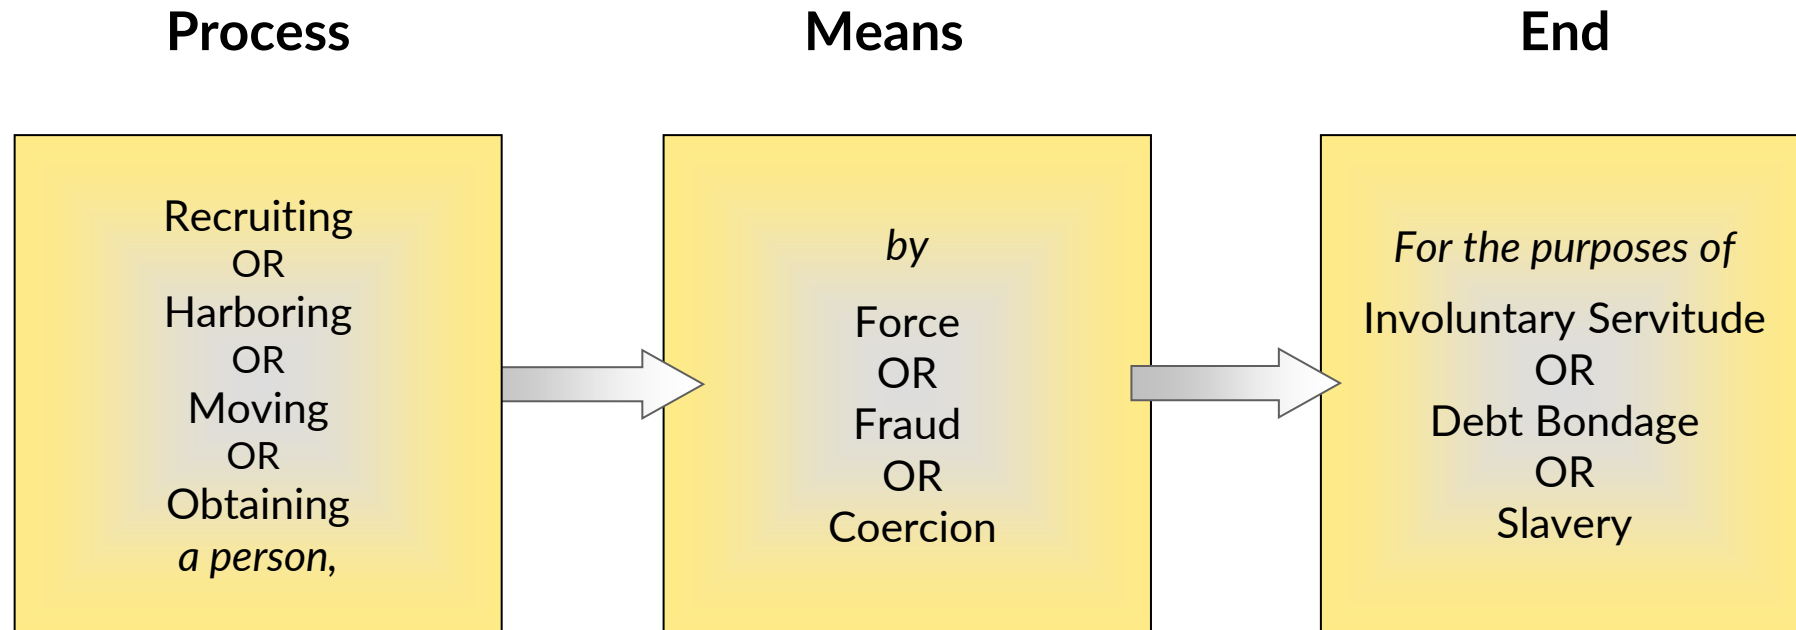 Process
Means
End
Recruiting
OR
Harboring
OR
Moving
OR
Obtaining
a person,
by
Force
OR
Fraud
OR
Coercion
For the purposes of
Involuntary Servitude
OR
Debt Bondage
OR
Slavery